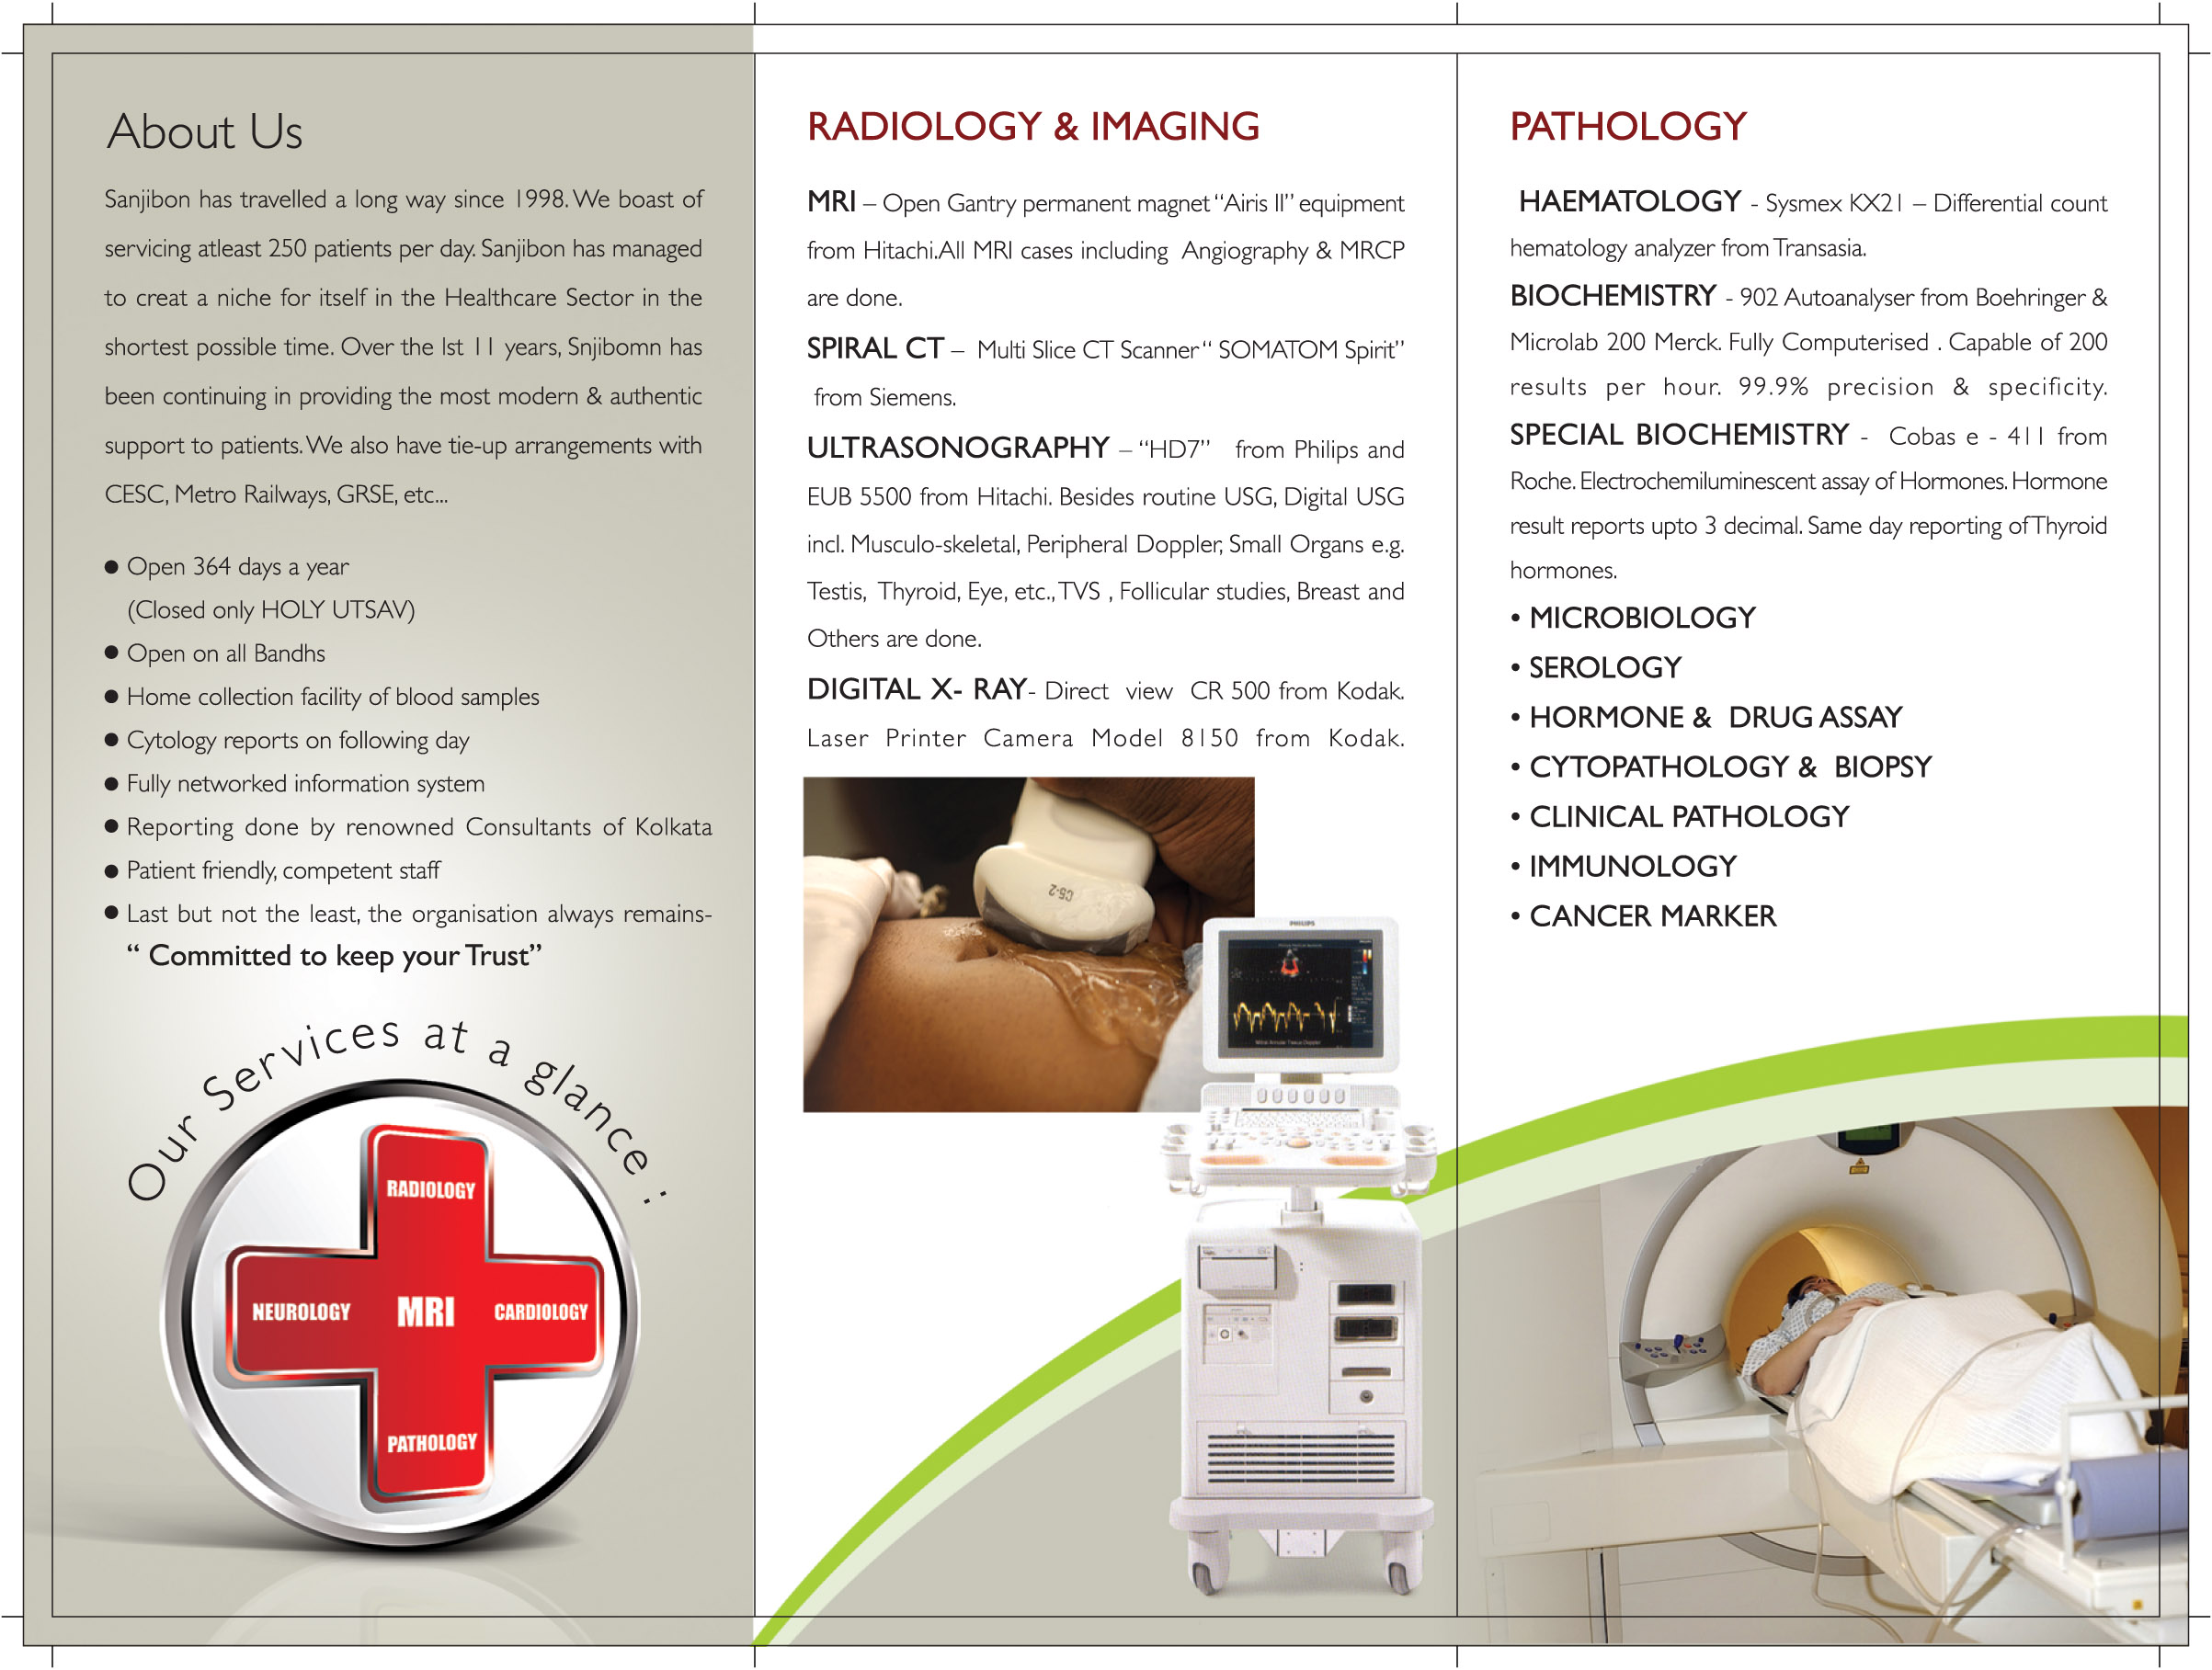 About Us
Sanjibon has travelled a long way since 1998. We boast of
servicing atleast 250 patients per day. Sanjibon has managed
to creat a niche for itself in the Healthcare Sector in the
shortest possible time. Over the lst 11 years, Snjibomn has
been continuing in providing the most modern & authentic
support to patients. We also have tie-up arrangements with
CESC, Metro Railways, GRSE, etc...
● Open 364 days a year
(Closed only HOLY UTSAV)
● Open on all Bandhs
● Home collection facility of blood samples
● Cytology reports on following day
● Fully networked information system
● Reporting done by renowned Consultants of Kolkata
● Patient friendly, competent staff
● Last but not the least, the organisation always remains-
“ Committed to keep your Trust”
Our Services at a glance :
RADIOLOGY
NEUROLOGY MRI CARDIOLOGY
PATHOLOGY
RADIOLOGY & IMAGING
MRI – Open Gantry permanent magnet “Airis II” equipment
from Hitachi.All MRI cases including Angiography & MRCP
are done.
SPIRAL CT – Multi Slice CT Scanner “ SOMATOM Spirit”
from Siemens.
ULTRASONOGRAPHY – “HD7” from Philips and
EUB 5500 from Hitachi. Besides routine USG, Digital USG
incl. Musculo-skeletal, Peripheral Doppler, Small Organs e.g.
Testis, Thyroid, Eye, etc., TVS , Follicular studies, Breast and
Others are done.
DIGITAL X- RAY- Direct view CR 500 from Kodak.
Laser Printer Camera Model 8150 from Kodak.
C5-2
PHILIPS
Mitral Annular Tissue Doppler
PATHOLOGY
HAEMATOLOGY - Sysmex KX21 – Differential count
hematology analyzer from Transasia.
BIOCHEMISTRY - 902 Autoanalyser from Boehringer &
Microlab 200 Merck. Fully Computerised . Capable of 200
results per hour. 99.9% precision & specificity.
SPECIAL BIOCHEMISTRY - Cobas e - 411 from
Roche. Electrochemiluminescent assay of Hormones. Hormone
result reports upto 3 decimal. Same day reporting of Thyroid
hormones.
• MICROBIOLOGY
• SEROLOGY
• HORMONE & DRUG ASSAY
• CYTOPATHOLOGY & BIOPSY
• CLINICAL PATHOLOGY
• IMMUNOLOGY
• CANCER MARKER